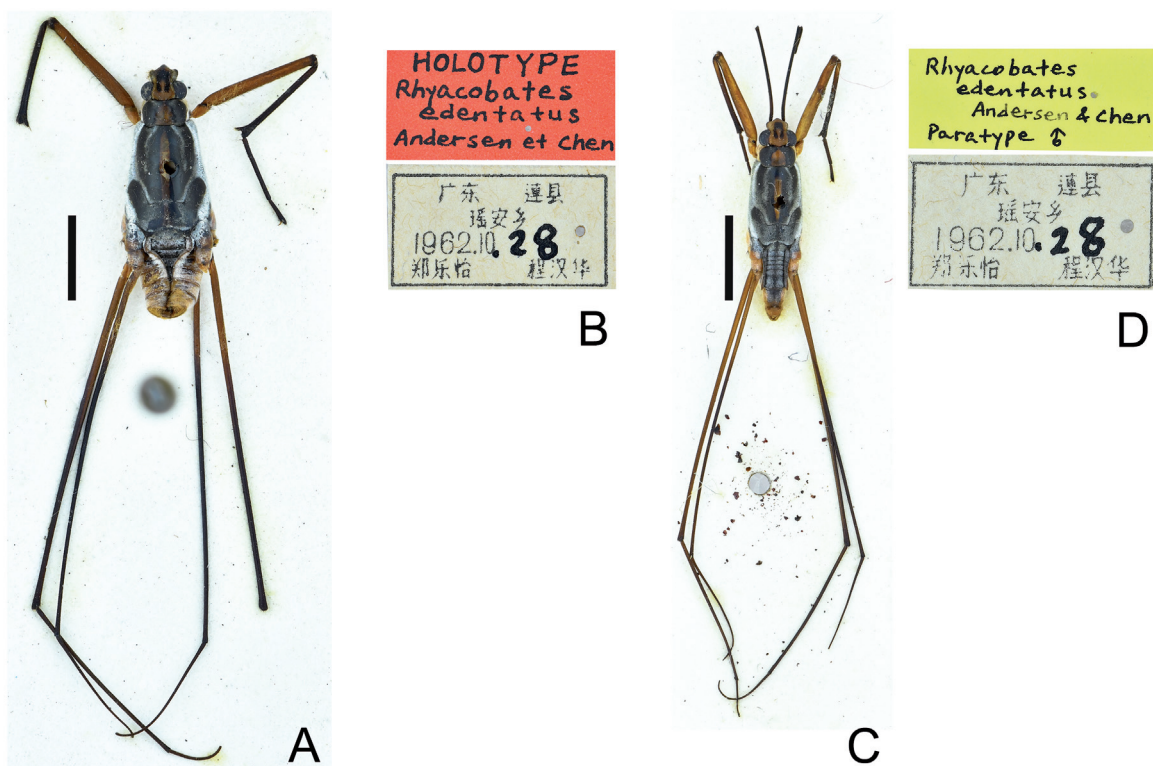 HOLOTYPE
Rhyacobates
edentatus
Andersen et Chen
广东 連县
瑶安乡
1962.10.28
郑乐怡 程汉华
B
Rhyacobates
edentatus
Andersen & Chen
Paratype ♂
广东 連县
瑶安乡
1962.10.28
郑乐怡 程汉华
D
A
C